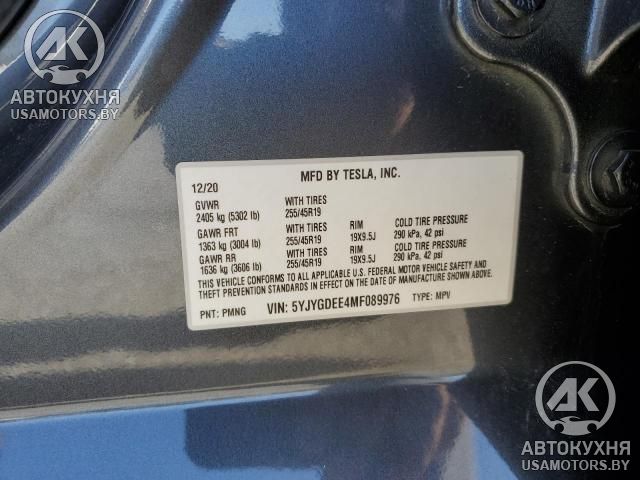 AK
АВТОКУХНЯ
USAMOTORS.BY
MFD BY TESLA, INC.
12/20
GVWR WITH TIRES
2405 kg (5302 lb) 255/45R19
GAWR FRT WITH TIRES RIM COLD TIRE PRESSURE
1363 kg (3004 lb) 255/45R19 19X9.5J 290 kPa, 42 psi
GAWR RR WITH TIRES RIM COLD TIRE PRESSURE
1636 kg (3606 lb) 255/45R19 19X9.5J 290 kPa, 42 psi
THIS VEHICLE CONFORMS TO ALL APPLICABLE U.S. FEDERAL MOTOR VEHICLE SAFETY AND
THEFT PREVENTION STANDARDS IN EFFECT ON THE DATE OF MANUFACTURE SHOWN ABOVE.
PNT: PMNG VIN: 5YJYGDEE4MF089976 TYPE: MPV
AK
АВТОКУХНЯ
USAMOTORS.BY